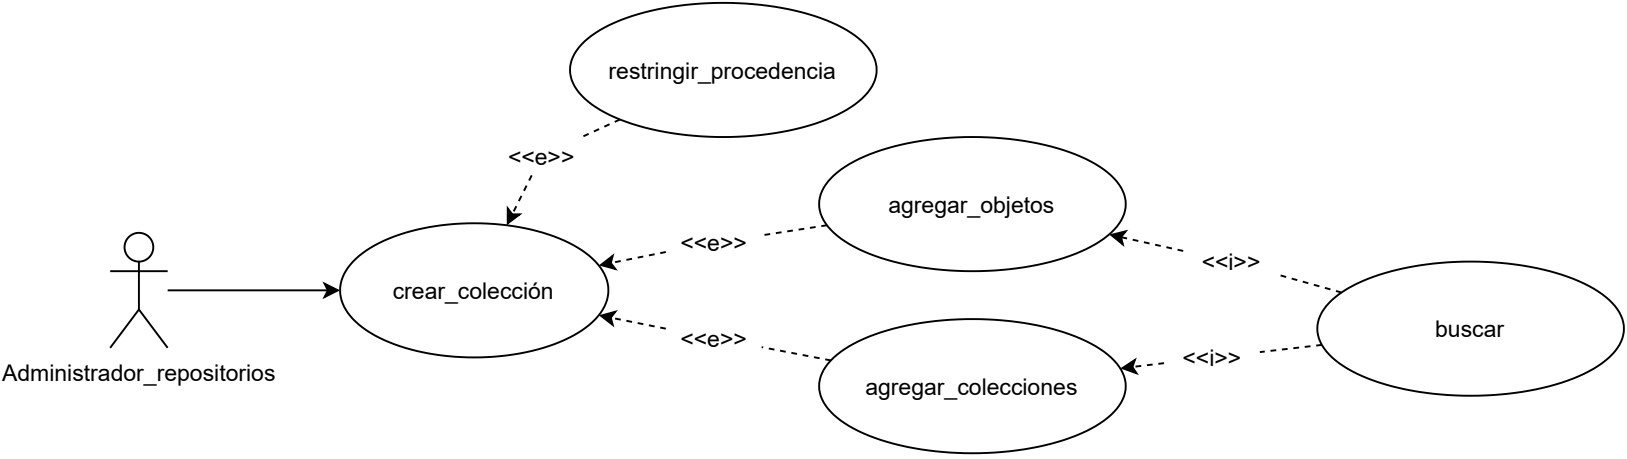 restringir_procedencia
<<e>>
agregar_objetos
<<e>>
<<i>>
crear_colección
buscar
<<e>>
<<i>>
Administrador_repositorios
agregar_colecciones